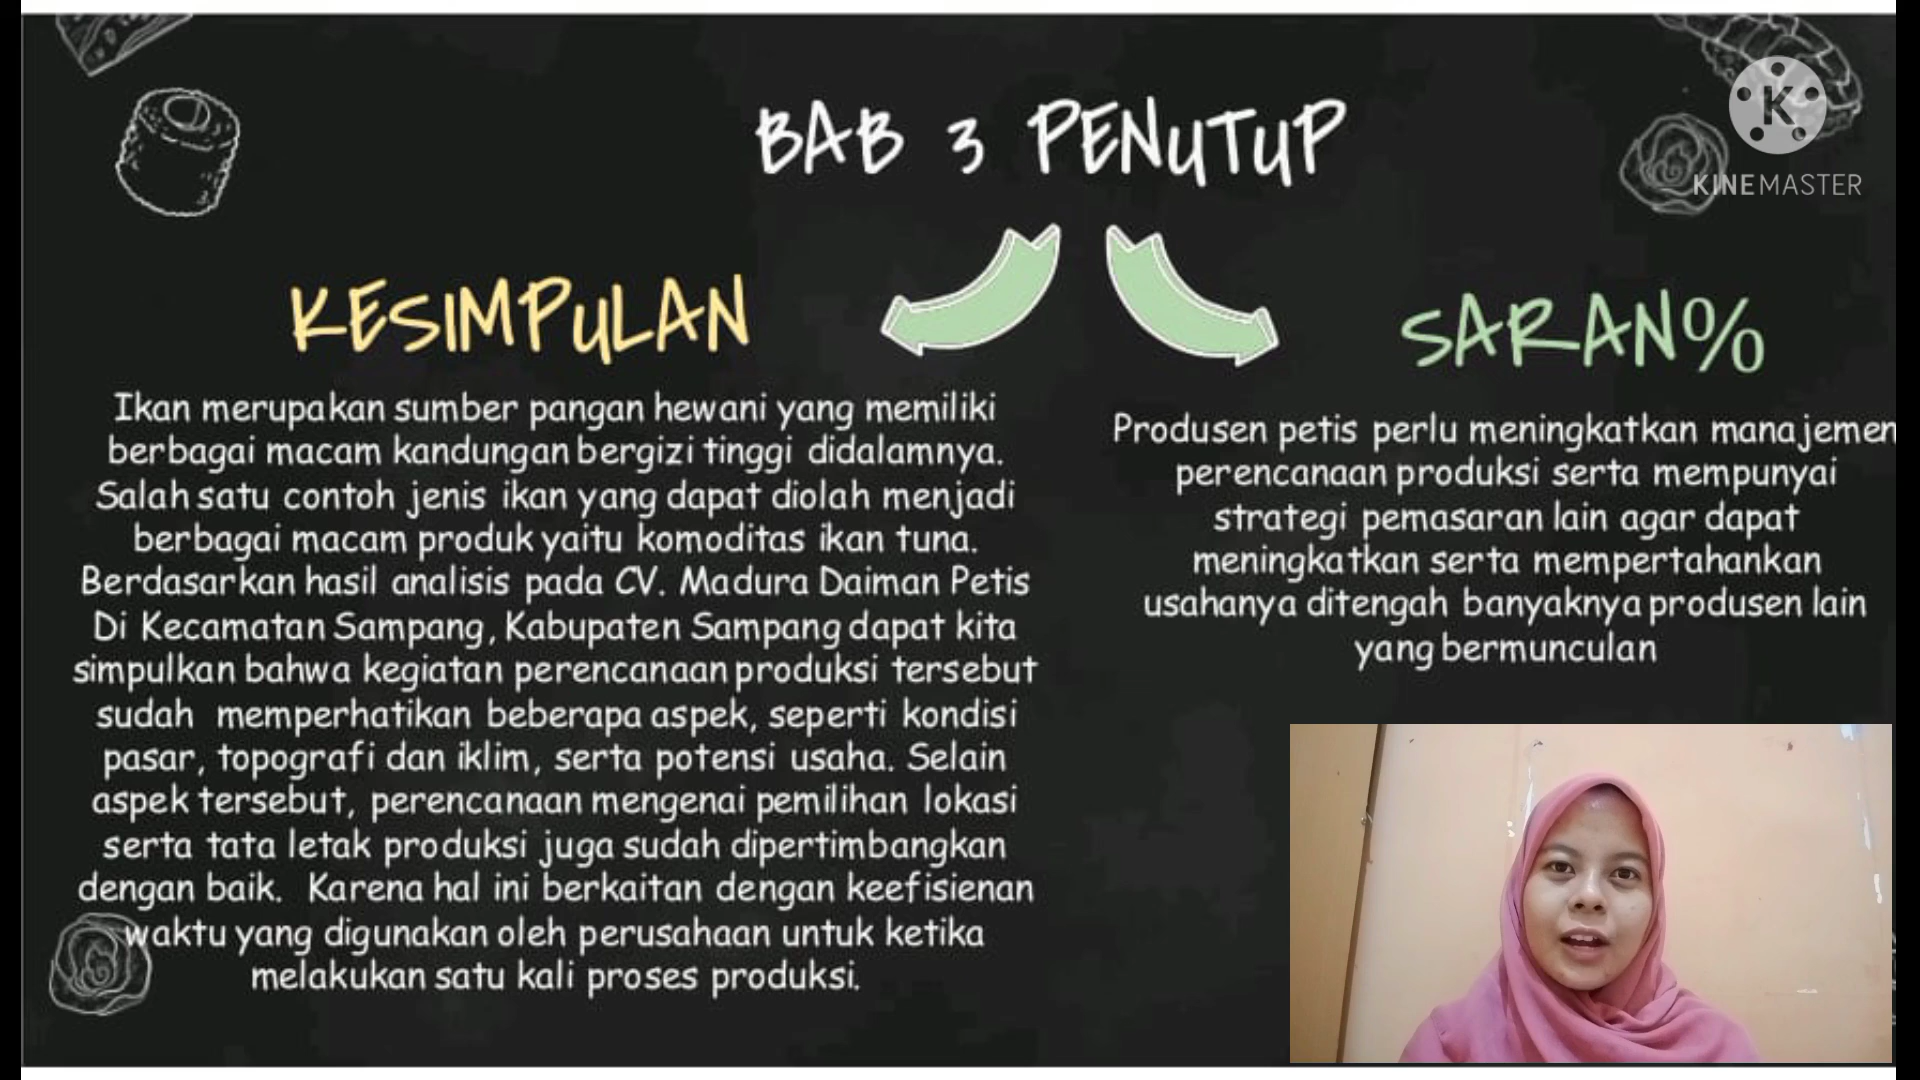 BAB 3 PENUTUP
K
KINEMASTER
KESIMPULAN
Ikan merupakan sumber pangan hewani yang memiliki
berbagai macam kandungan bergizi tinggi didalamnya.
Salah satu contoh jenis ikan yang dapat diolah menjadi
berbagai macam produk yaitu komoditas ikan tuna.
Berdasarkan hasil analisis pada CV. Madura Daiman Petis
Di Kecamatan Sampang, Kabupaten Sampang dapat kita
simpulkan bahwa kegiatan perencanaan produksi tersebut
sudah memperhatikan beberapa aspek, seperti kondisi
pasar, topografi dan iklim, serta potensi usaha. Selain
aspek tersebut, perencanaan mengenai pemilihan lokasi
serta tata letak produksi juga sudah dipertimbangkan
dengan baik. Karena hal ini berkaitan dengan keefisienan
waktu yang digunakan oleh perusahaan untuk ketika
melakukan satu kali proses produksi.
SARAN%
Produsen petis perlu meningkatkan manajemen
perencanaan produksi serta mempunyai
strategi pemasaran lain agar dapat
meningkatkan serta mempertahankan
usahanya ditengah banyaknya produsen lain
yang bermunculan